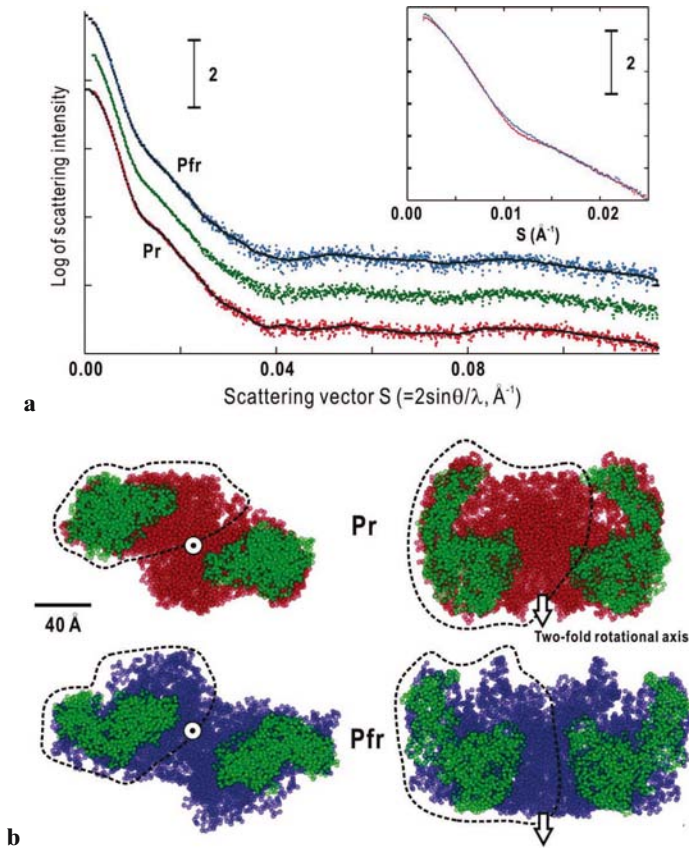 Log of scattering intensity
2
Pfr
Pr
0.00
0.04
0.08
Scattering vector S (=2sinθ/λ, Å⁻¹)
2
0.00
0.01
0.02
S (Å⁻¹)
a
Pr
40 Å
Two-fold rotational axis
Pfr
b